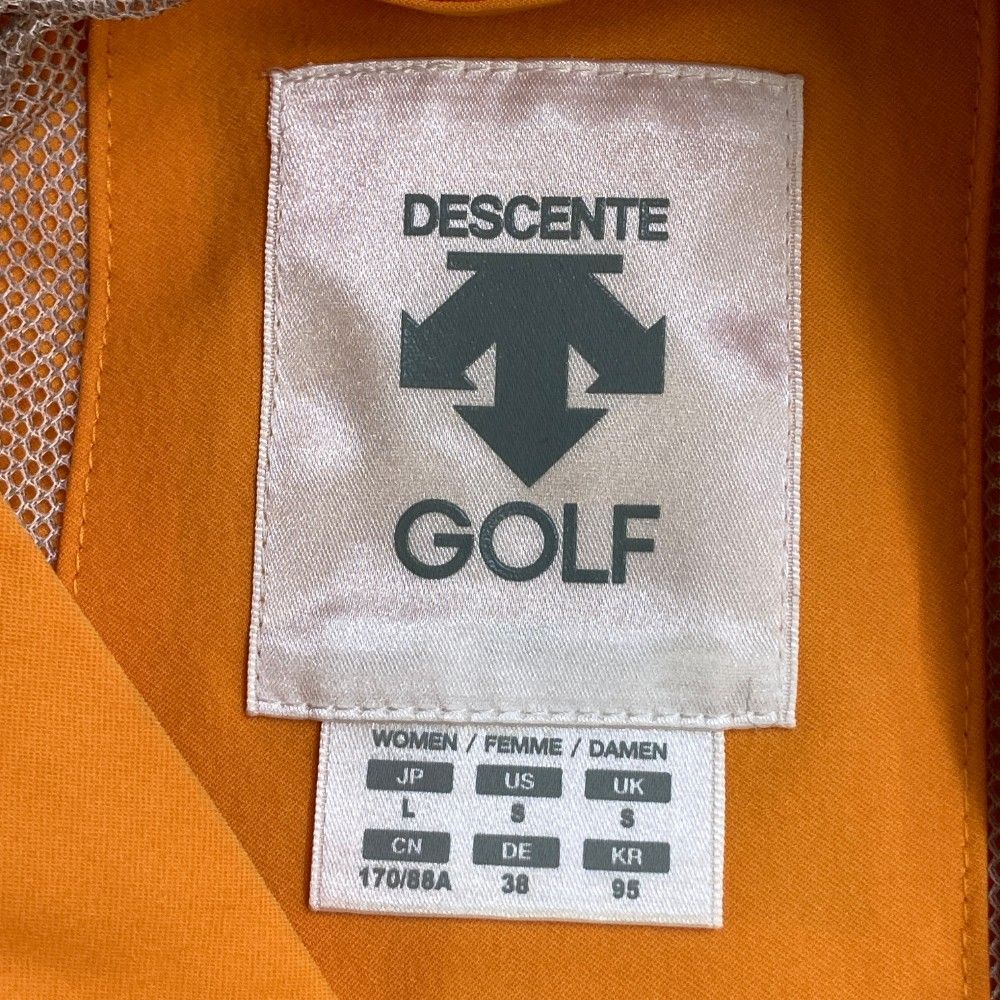 DESCENTE
GOLF
WOMEN / FEMME / DAMEN
JP US UK
L S S
CN DE KR
170/88A 38 95